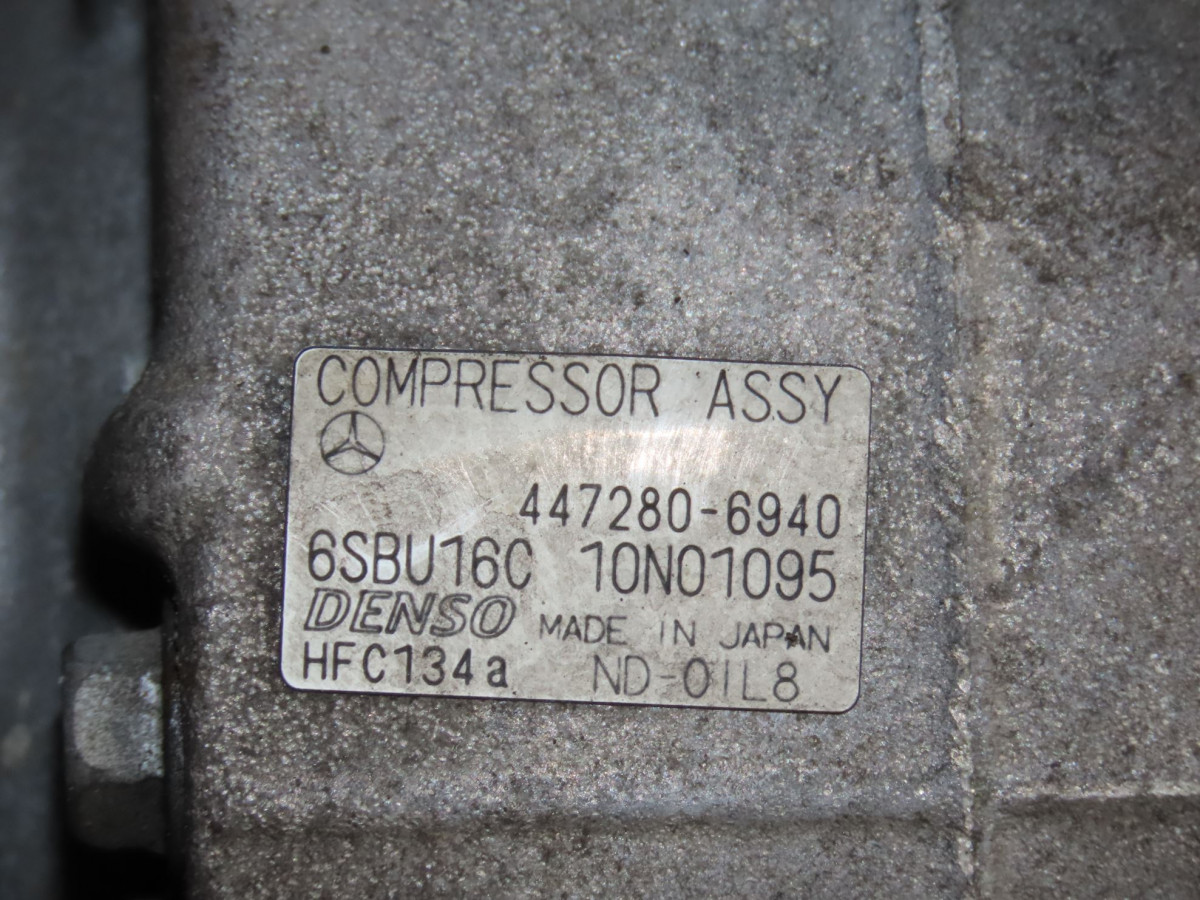 COMPRESSOR ASSY
447280-6940
6SBU16C 10N01095
DENSO MADE IN JAPAN
HFC134a ND-OIL8